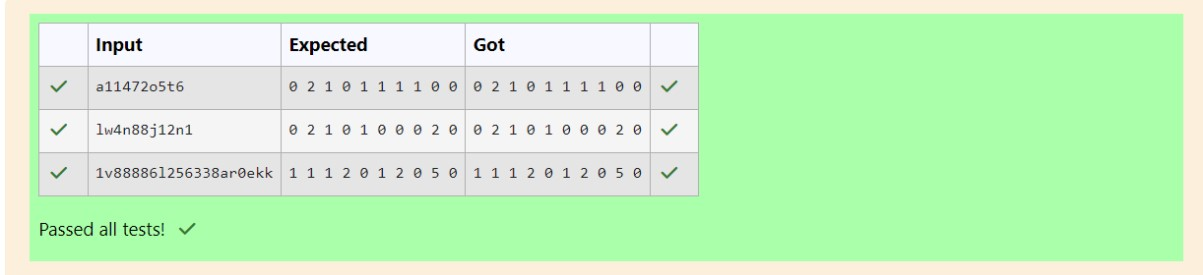 Input Expected Got
a11472o5t6 0 2 1 0 1 1 1 1 0 0 0 2 1 0 1 1 1 1 0 0
lw4n88j12n1 0 2 1 0 1 0 0 0 2 0 0 2 1 0 1 0 0 0 2 0
1v88886l256338ar0ekk 1 1 1 2 0 1 2 0 5 0 1 1 1 2 0 1 2 0 5 0
Passed all tests!